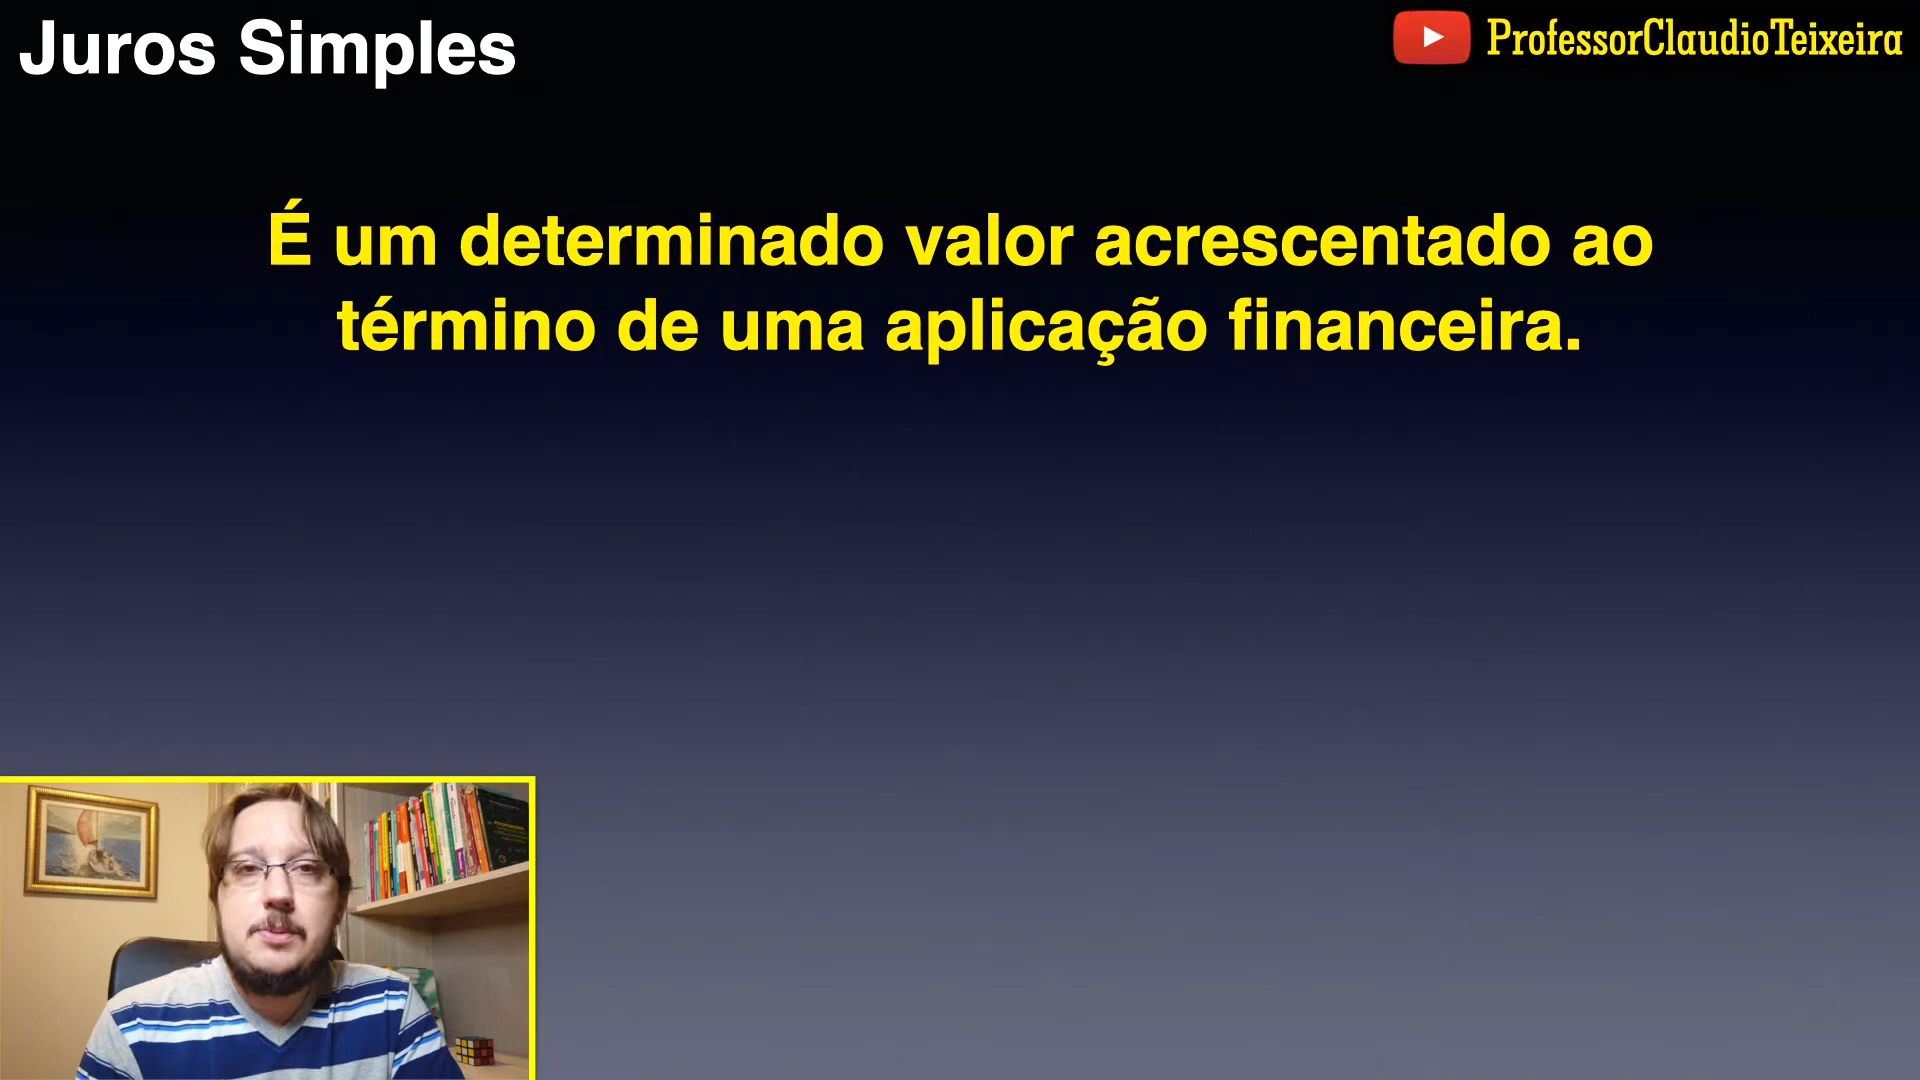 Juros Simples
ProfessorClaudioTeixeira
É um determinado valor acrescentado ao
término de uma aplicação financeira.